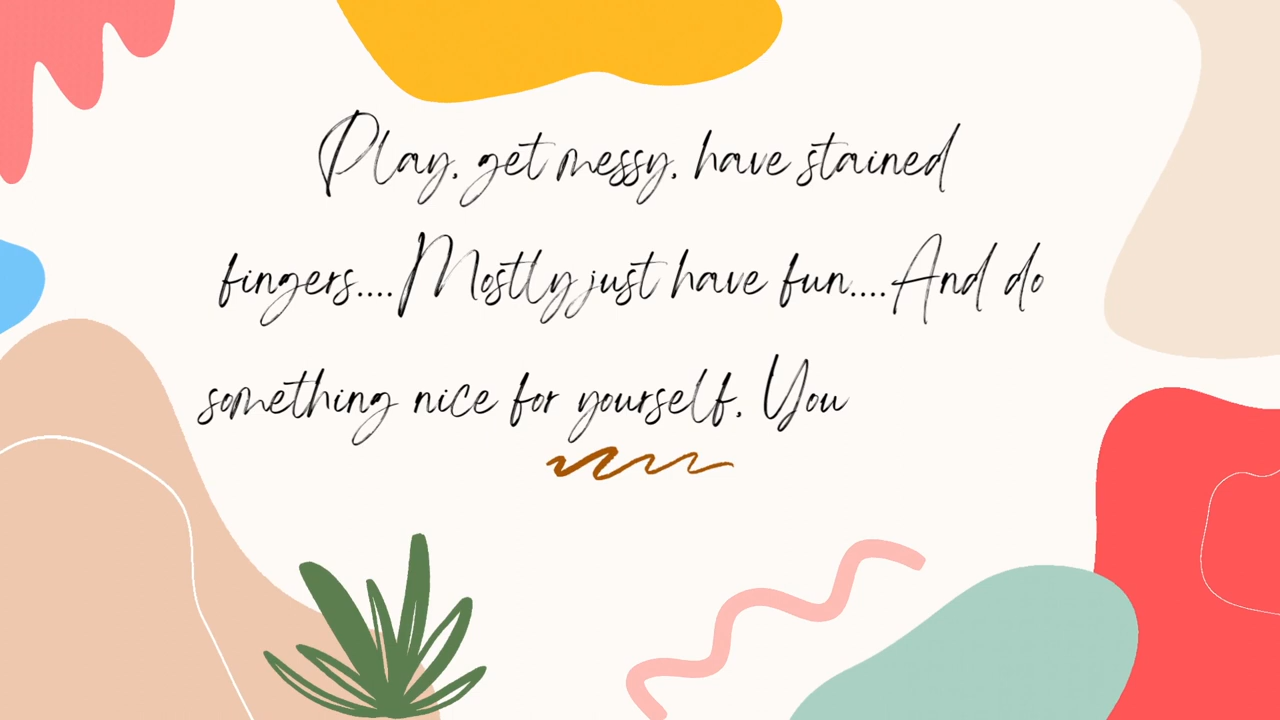 Play, get messy, have stained
fingers....Mostly just have fun....And do
something nice for yourself. You